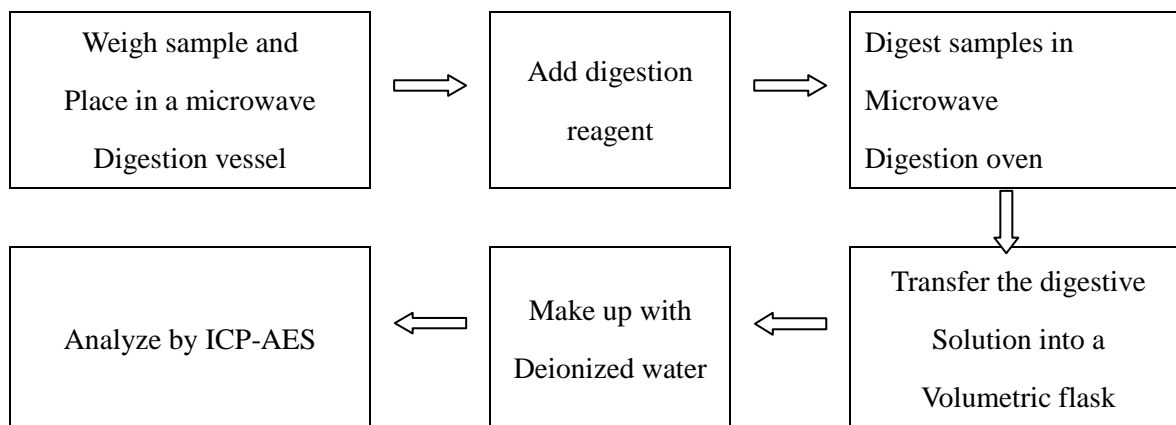 Weigh sample and
Place in a microwave
Digestion vessel
Add digestion
reagent
Digest samples in
Microwave
Digestion oven
Transfer the digestive
Solution into a
Volumetric flask
Make up with
Deionized water
Analyze by ICP-AES